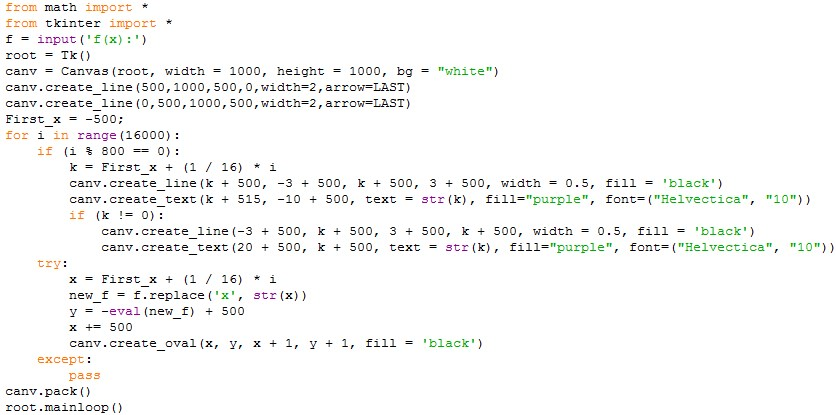 from math import *
from tkinter import *
f = input('f(x):')
root = Tk()
canv = Canvas(root, width = 1000, height = 1000, bg = "white")
canv.create_line(500,1000,500,0,width=2,arrow=LAST)
canv.create_line(0,500,1000,500,width=2,arrow=LAST)
First_x = -500;
for i in range(16000):
    if (i % 800 == 0):
        k = First_x + (1 / 16) * i
        canv.create_line(k + 500, -3 + 500, k + 500, 3 + 500, width = 0.5, fill = 'black')
        canv.create_text(k + 515, -10 + 500, text = str(k), fill="purple", font=("Helvectica", "10"))
        if (k != 0):
            canv.create_line(-3 + 500, k + 500, 3 + 500, k + 500, width = 0.5, fill = 'black')
            canv.create_text(20 + 500, k + 500, text = str(k), fill="purple", font=("Helvectica", "10"))
    try:
        x = First_x + (1 / 16) * i
        new_f = f.replace('x', str(x))
        y = -eval(new_f) + 500
        x += 500
        canv.create_oval(x, y, x + 1, y + 1, fill = 'black')
    except:
        pass
canv.pack()
root.mainloop()